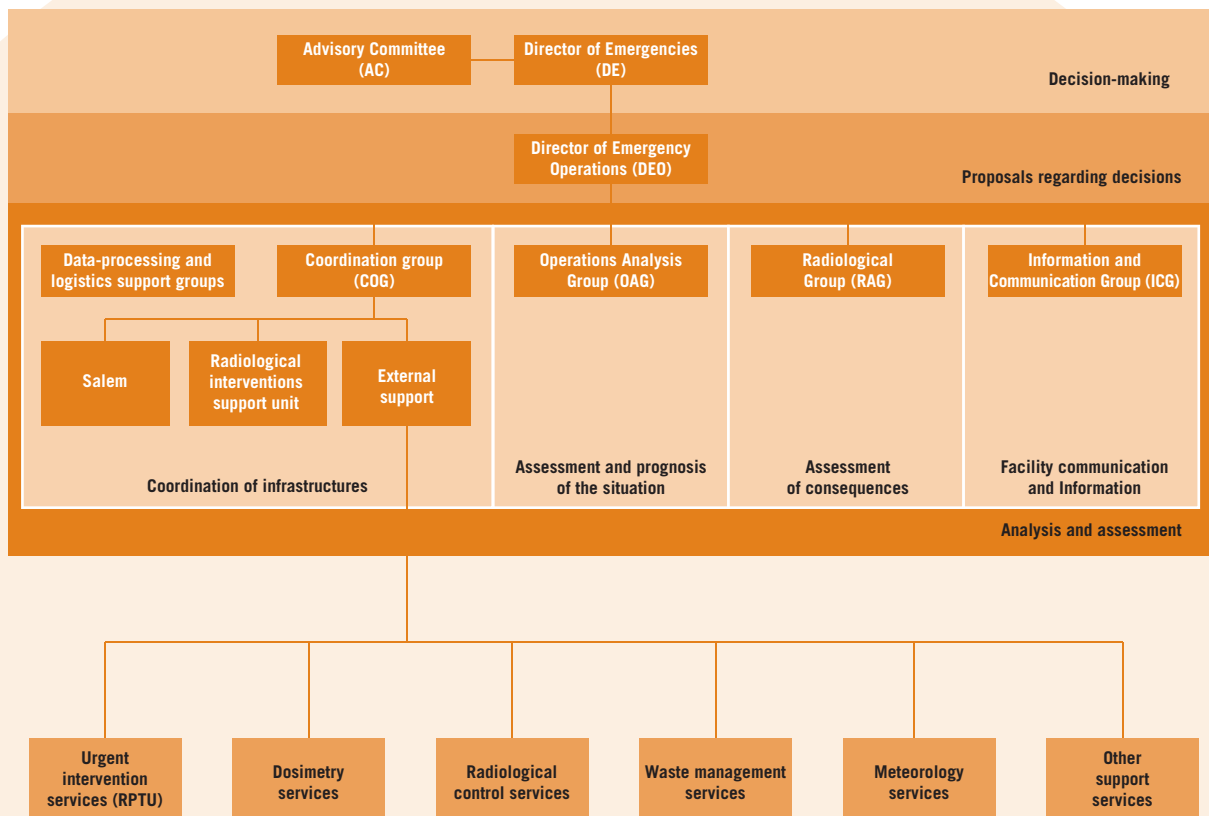 Advisory Committee
(AC)
Director of Emergencies
(DE)
Decision-making
Director of Emergency
Operations (DEO)
Proposals regarding decisions
Data-processing and
logistics support groups
Coordination group
(COG)
Operations Analysis
Group (OAG)
Radiological
Group (RAG)
Information and
Communication Group (ICG)
Salem
Radiological
interventions
support unit
External
support
Coordination of infrastructures
Assessment and prognosis
of the situation
Assessment
of consequences
Facility communication
and Information
Analysis and assessment
Urgent
intervention
services (RPTU)
Dosimetry
services
Radiological
control services
Waste management
services
Meteorology
services
Other
support
services